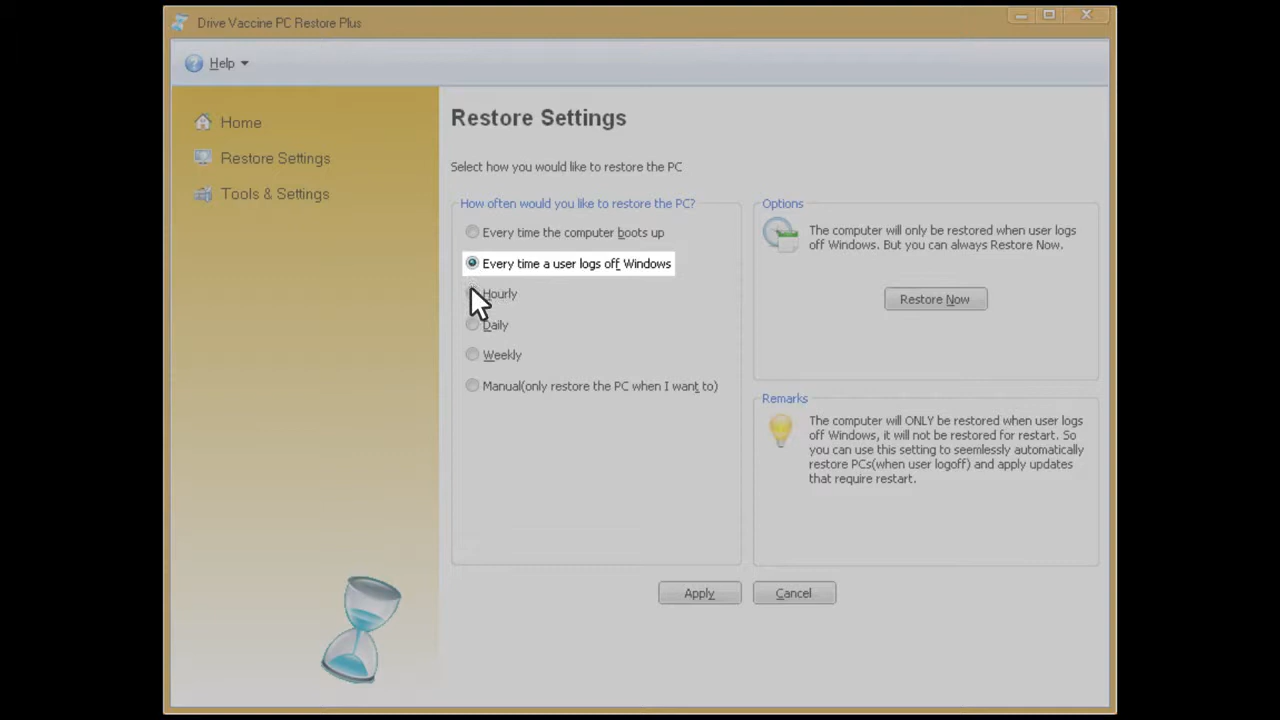 Drive Vaccine PC Restore Plus
Help
Home
Restore Settings
Tools & Settings
Restore Settings
Select how you would like to restore the PC
How often would you like to restore the PC?
Every time the computer boots up
Every time a user logs off Windows
Hourly
Daily
Weekly
Manual(only restore the PC when I want to)
Options
The computer will only be restored when user logs
off Windows. But you can always Restore Now.
Restore Now
Remarks
The computer will ONLY be restored when user logs
off Windows, it will not be restored for restart. So
you can use this setting to seemlessly automatically
restore PCs(when user logoff) and apply updates
that require restart.
Apply
Cancel